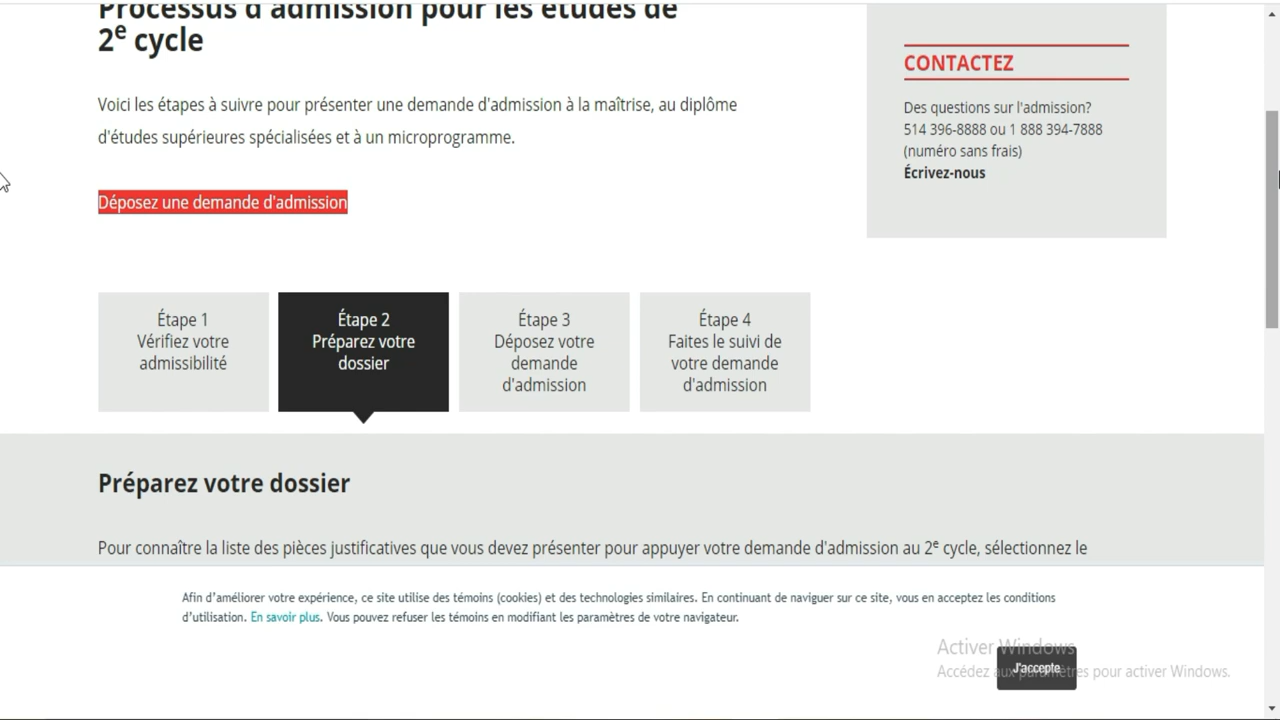 Processus d'admission pour les études de
2e cycle
Voici les étapes à suivre pour présenter une demande d'admission à la maîtrise, au diplôme
d'études supérieures spécialisées et à un microprogramme.
Déposez une demande d'admission
CONTACTEZ
Des questions sur l'admission?
514 396-8888 ou 1 888 394-7888
(numéro sans frais)
Écrivez-nous
Étape 1
Vérifiez votre
admissibilité
Étape 2
Préparez votre
dossier
Étape 3
Déposez votre
demande
d'admission
Étape 4
Faites le suivi de
votre demande
d'admission
Préparez votre dossier
Pour connaître la liste des pièces justificatives que vous devez présenter pour appuyer votre demande d'admission au 2e cycle, sélectionnez le
Afin d'améliorer votre expérience, ce site utilise des témoins (cookies) et des technologies similaires. En continuant de naviguer sur ce site, vous en acceptez les conditions
d'utilisation. En savoir plus. Vous pouvez refuser les témoins en modifiant les paramètres de votre navigateur.
Activer Windows
J'accepte
Accédez aux paramètres pour activer Windows.